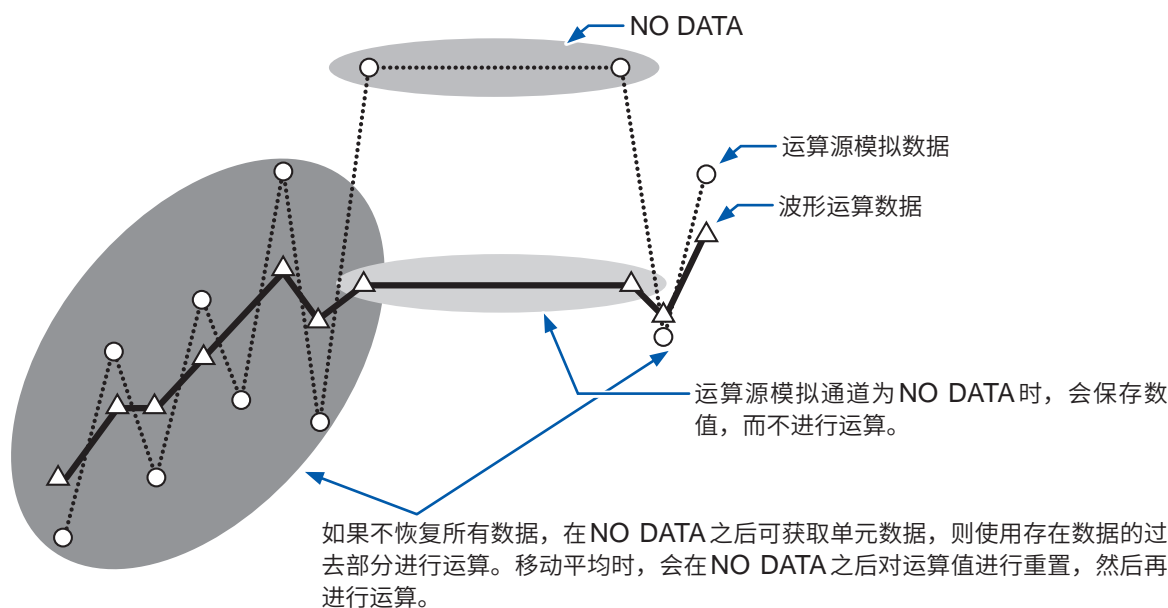 NO DATA
运算源模拟数据
波形运算数据
运算源模拟通道为NO DATA时，会保存数
值，而不进行运算。
如果不恢复所有数据，在NO DATA之后可获取单元数据，则使用存在数据的过
去部分进行运算。移动平均时，会在NO DATA之后对运算值进行重置，然后再
进行运算。